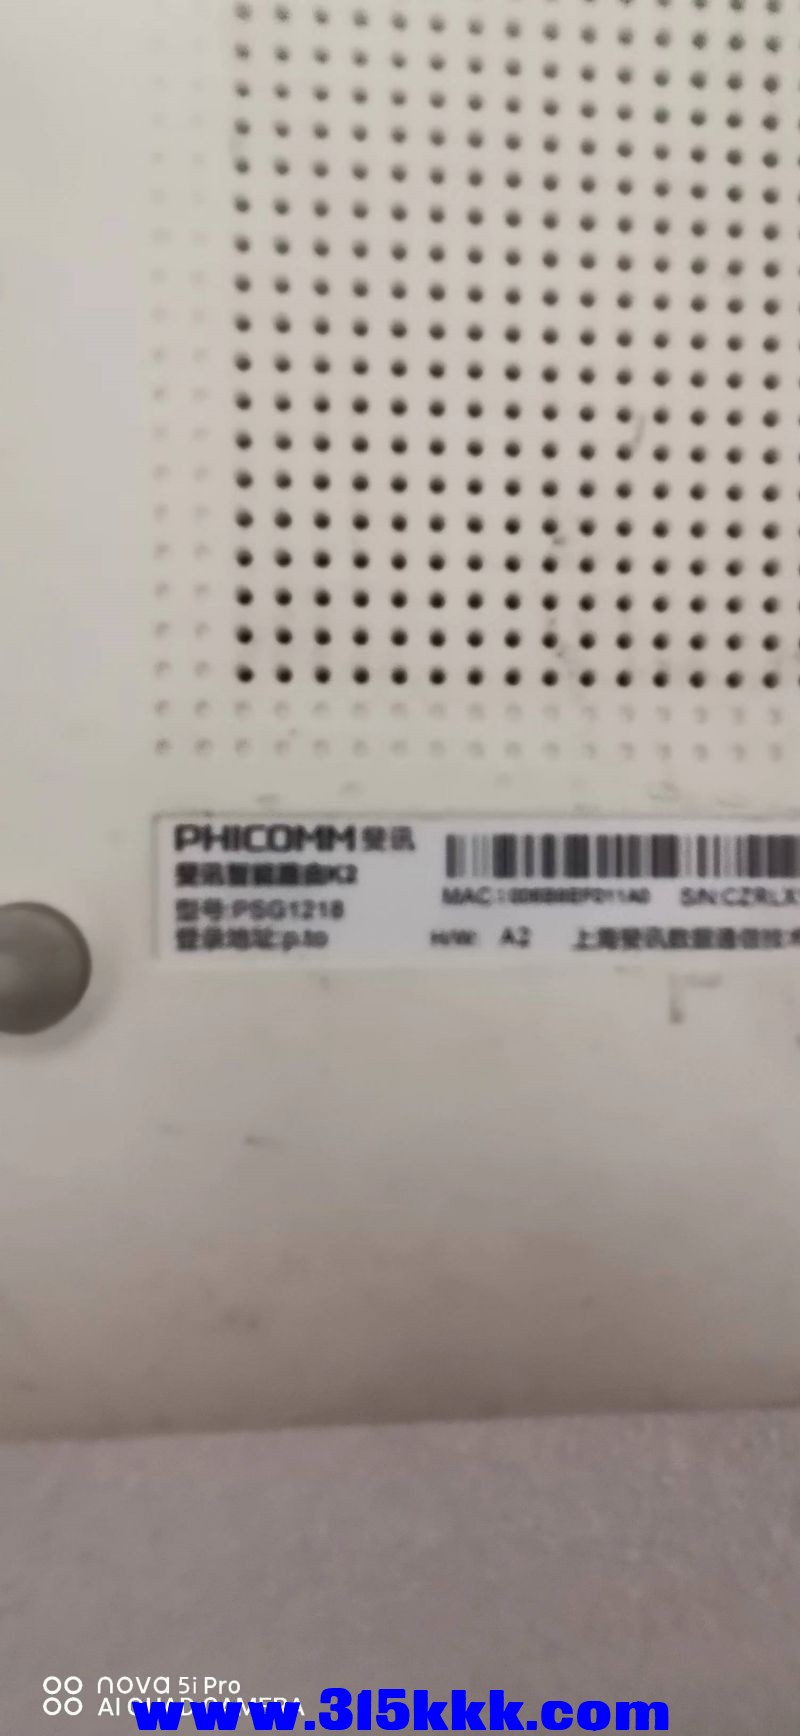 PHICOMM 斐讯
斐讯智能路由K2
型号:PSG1218
登录地址:p.to
MAC: S/N:CZRLX
H/W: A2 上海斐讯数据通信技术
nova 5i Pro
AI QUAD CAMERA
www.315kkk.com